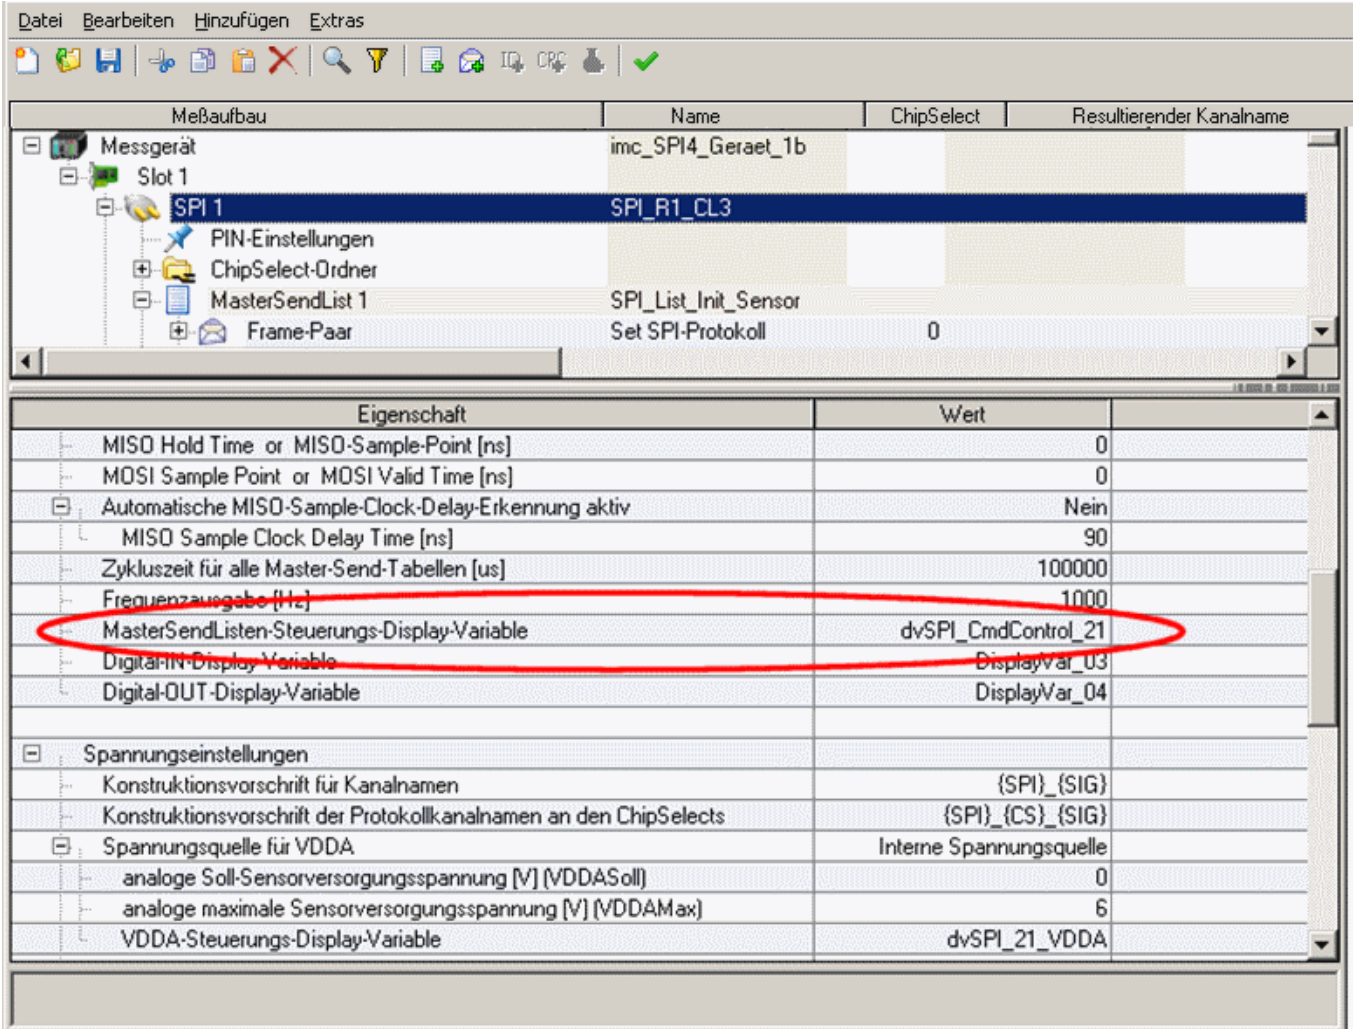 Datei Bearbeiten Hinzufügen Extras
Meßaufbau Name ChipSelect Resultierender Kanalname
Messgerät imc_SPI4_Geraet_1b
Slot 1
SPI 1 SPI_R1_CL3
PIN-Einstellungen
ChipSelect-Ordner
MasterSendList 1 SPI_List_Init_Sensor
Frame-Paar Set SPI-Protokoll 0
Eigenschaft Wert
MISO Hold Time or MISO-Sample-Point [ns] 0
MOSI Sample Point or MOSI Valid Time [ns] 0
Automatische MISO-Sample-Clock-Delay-Erkennung aktiv Nein
MISO Sample Clock Delay Time [ns] 90
Zykluszeit für alle Master-Send-Tabellen [us] 100000
Frequenzausgabe [Hz] 1000
MasterSendListen-Steuerungs-Display-Variable dvSPI_CmdControl_21
Digital-IN-Display-Variable DisplayVar_03
Digital-OUT-Display-Variable DisplayVar_04
Spannungseinstellungen
Konstruktionsvorschrift für Kanalnamen {SPI}_{SIG}
Konstruktionsvorschrift der Protokollkanalnamen an den ChipSelects {SPI}_{CS}_{SIG}
Spannungsquelle für VDDA Interne Spannungsquelle
analoge Soll-Sensorversorgungsspannung [V] (VDDASoll) 0
analoge maximale Sensorversorgungsspannung [V] (VDDAMax) 6
VDDA-Steuerungs-Display-Variable dvSPI_21_VDDA